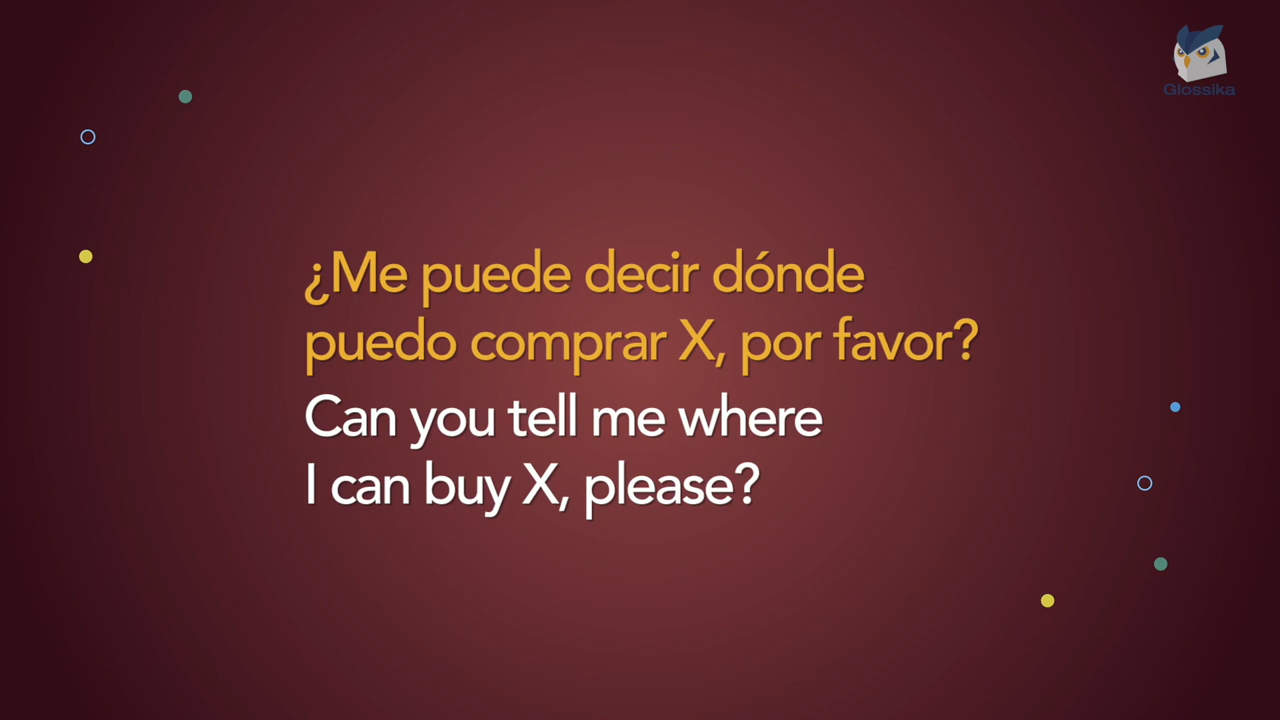 Glossika
¿Me puede decir dónde
puedo comprar X, por favor?
Can you tell me where
I can buy X, please?